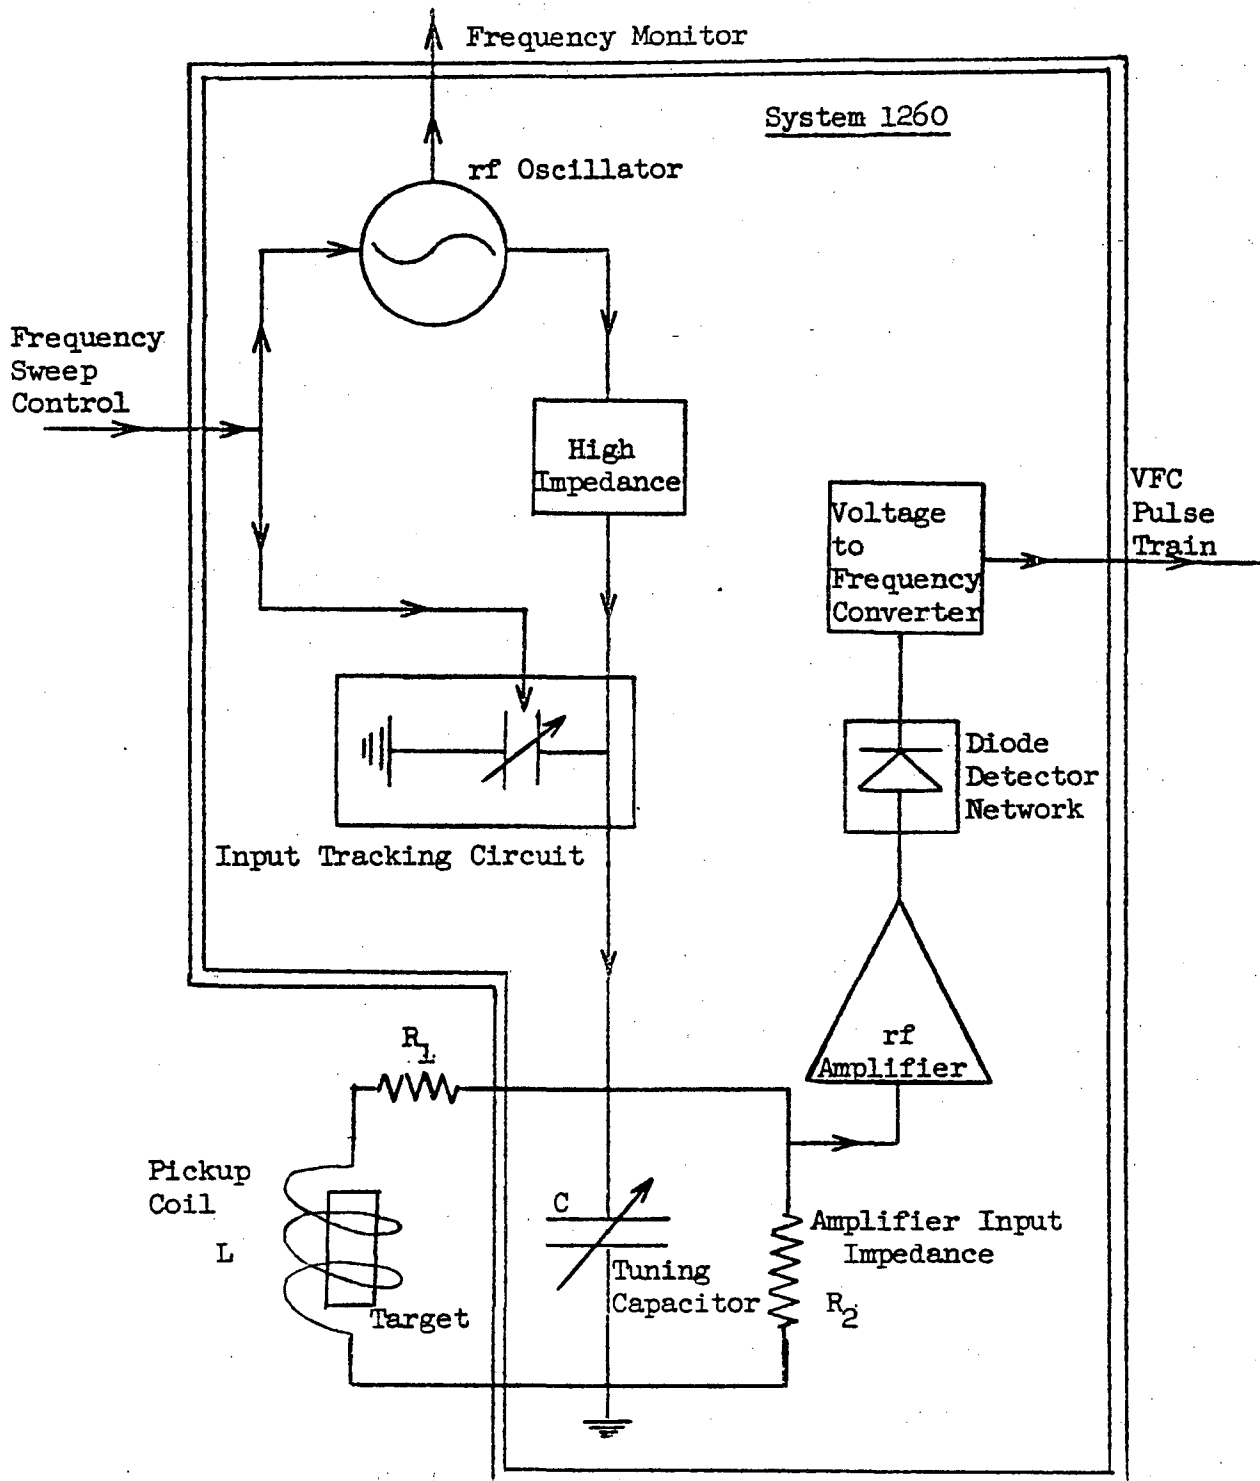 Frequency Monitor
System 1260
rf Oscillator
Frequency
Sweep
Control
High
Impedance
VFC
Pulse
Train
Voltage
to
Frequency
Converter
Diode
Detector
Network
Input Tracking Circuit
rf
Amplifier
R1
Pickup
Coil
L
Target
C
Tuning
Capacitor
Amplifier Input
Impedance
R2